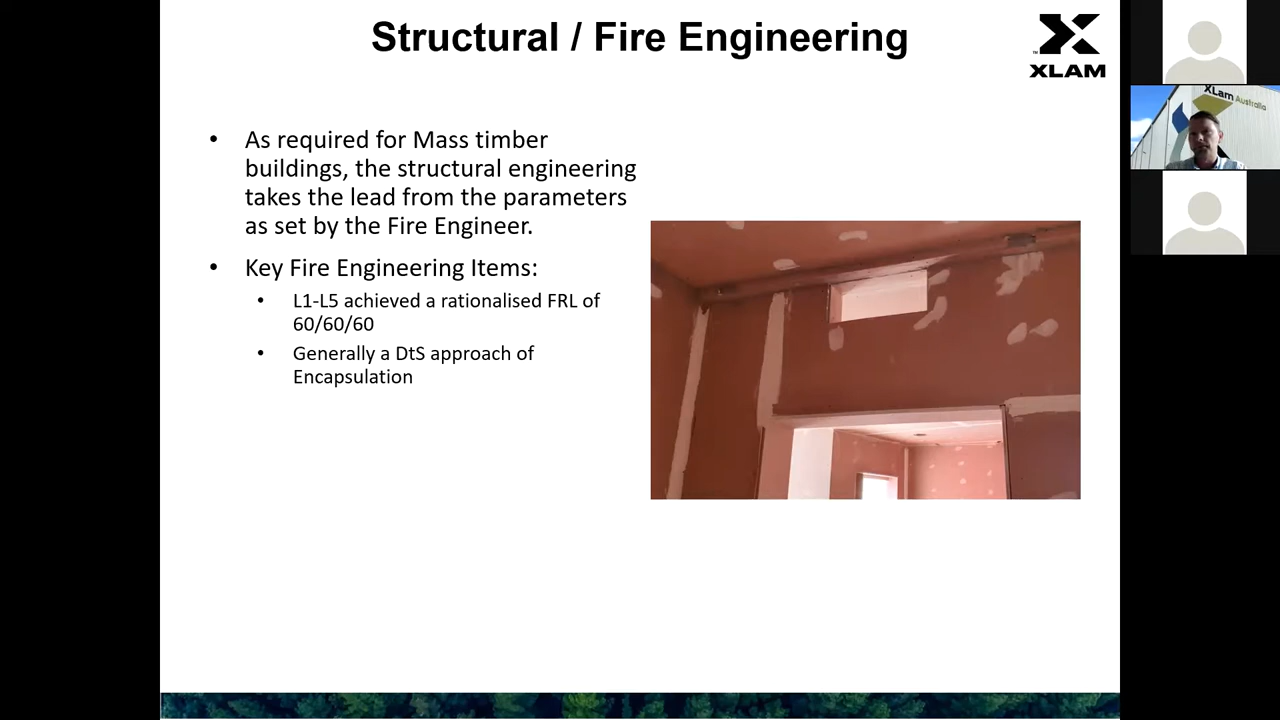 Structural / Fire Engineering
XLAM
• As required for Mass timber
buildings, the structural engineering
takes the lead from the parameters
as set by the Fire Engineer.
• Key Fire Engineering Items:
• L1-L5 achieved a rationalised FRL of
60/60/60
• Generally a DtS approach of
Encapsulation
XLam Australia